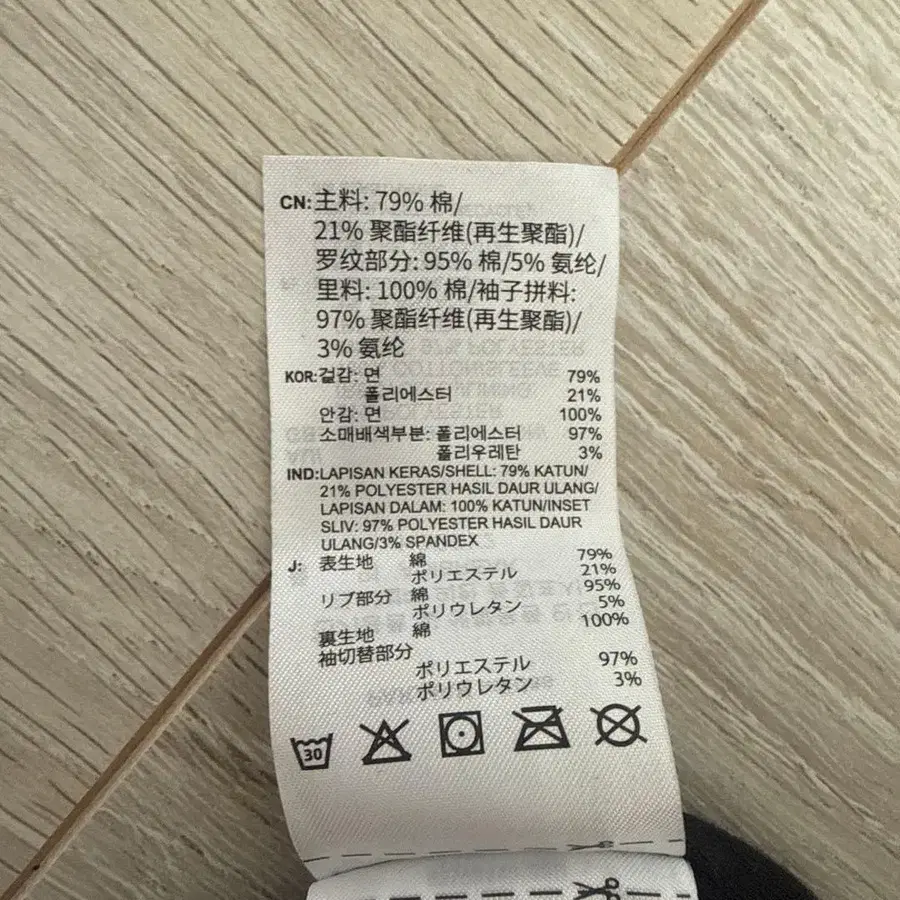 CN: 主料: 79% 棉/
21% 聚酯纤维(再生聚酯)/
罗纹部分: 95% 棉/5% 氨纶/
里料: 100% 棉/袖子拼料:
97% 聚酯纤维(再生聚酯)/
3% 氨纶
KOR: 겉감: 면 79%
폴리에스터 21%
안감: 면 100%
소매배색부분: 폴리에스터 97%
폴리우레탄 3%
IND: LAPISAN KERAS/SHELL: 79% KATUN/
21% POLYESTER HASIL DAUR ULANG/
LAPISAN DALAM: 100% KATUN/INSET
SLIV: 97% POLYESTER HASIL DAUR
ULANG/3% SPANDEX
J: 表生地 綿 79%
ポリエステル 21%
リブ部分 綿 95%
ポリウレタン 5%
裏生地 綿 100%
袖切替部分
ポリエステル 97%
ポリウレタン 3%
30